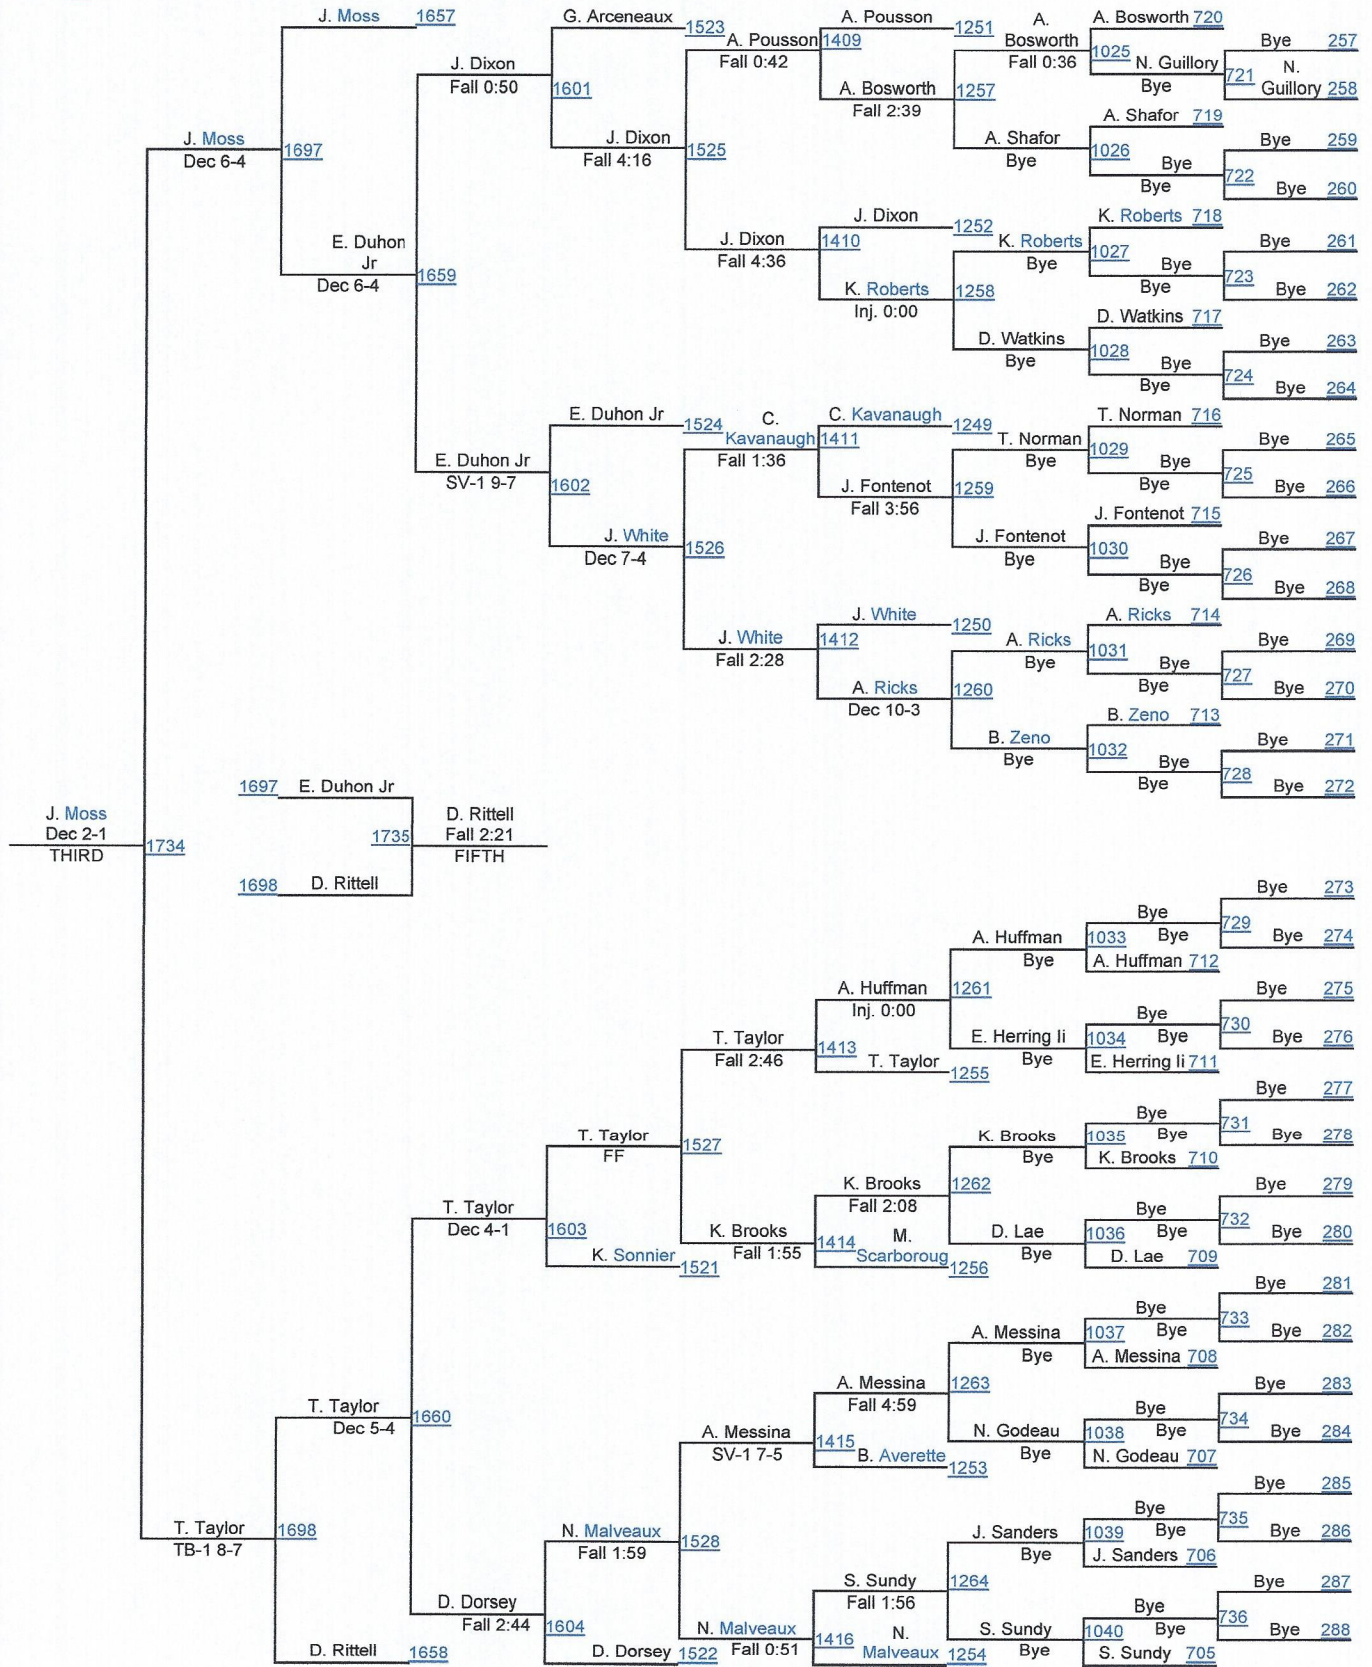 J. Moss 1657
G. Arceneaux 1523
A. Pousson 1251
A. Bosworth
Fall 0:36
A. Bosworth 720
Bye 257
A. Pousson 1409
Fall 0:42
1025 N. Guillory
Bye
721 N. Guillory 258
J. Dixon
Fall 0:50
1601
A. Bosworth 1257
Fall 2:39
A. Shafor 719
J. Moss
Dec 6-4
1697
J. Dixon
Fall 4:16
1525
A. Shafor
Bye
1026 Bye
Bye
Bye 259
722
Bye 260
J. Dixon 1252
K. Roberts 718
E. Duhon Jr
Dec 6-4
1659
J. Dixon 1410
Fall 4:36
K. Roberts
Bye
1027 Bye
Bye
Bye 261
723
Bye 262
K. Roberts 1258
Inj. 0:00
D. Watkins 717
D. Watkins
Bye
1028 Bye
Bye
Bye 263
724
Bye 264
E. Duhon Jr 1524
C. Kavanaugh 1411
Fall 1:36
C. Kavanaugh 1249
T. Norman 716
T. Norman
Bye
1029 Bye
Bye
Bye 265
725
Bye 266
E. Duhon Jr
SV-1 9-7
1602
J. Fontenot 1259
Fall 3:56
J. Fontenot 715
J. White
Dec 7-4
1526
J. Fontenot
Bye
1030 Bye
Bye
Bye 267
726
Bye 268
J. White 1250
A. Ricks 714
J. White 1412
Fall 2:28
A. Ricks
Bye
1031 Bye
Bye
Bye 269
727
Bye 270
A. Ricks 1260
Dec 10-3
B. Zeno 713
B. Zeno
Bye
1032 Bye
Bye
Bye 271
728
Bye 272
1697 E. Duhon Jr
J. Moss
Dec 2-1
THIRD
1734
1735
D. Rittell
Fall 2:21
FIFTH
1698 D. Rittell
Bye 273
Bye
729
A. Huffman
Bye
1033 Bye
Bye 274
A. Huffman 712
A. Huffman
Inj. 0:00
1261
Bye 275
Bye
730
T. Taylor
Fall 2:46
1413
E. Herring Ii
Bye
1034 Bye
Bye 276
T. Taylor 1255
E. Herring Ii 711
Bye 277
Bye
731
T. Taylor
FF
1527
K. Brooks
Bye
1035 Bye
Bye 278
K. Brooks 710
K. Brooks
Fall 2:08
1262
Bye 279
Bye
732
T. Taylor
Dec 4-1
1603
K. Brooks
Fall 1:55
1414
M. Scarboroug 1256
D. Lae
Bye
1036 Bye
Bye 280
K. Sonnier 1521
D. Lae 709
Bye 281
Bye
733
A. Messina
Bye
1037 Bye
Bye 282
A. Messina 708
A. Messina
Fall 4:59
1263
Bye 283
T. Taylor
Dec 5-4
1660
Bye
734
A. Messina
SV-1 7-5
1415
N. Godeau
Bye
1038 Bye
Bye 284
B. Averette 1253
N. Godeau 707
Bye 285
Bye
735
T. Taylor
TB-1 8-7
1698
N. Malveaux
Fall 1:59
1528
J. Sanders
Bye
1039 Bye
Bye 286
J. Sanders 706
S. Sundy
Fall 1:56
1264
Bye 287
D. Dorsey
Fall 2:44
1604
Bye
736
N. Malveaux
Fall 0:51
1416
N. Malveaux 1254
S. Sundy
Bye
1040 Bye
Bye 288
D. Rittell 1658
D. Dorsey 1522
S. Sundy 705